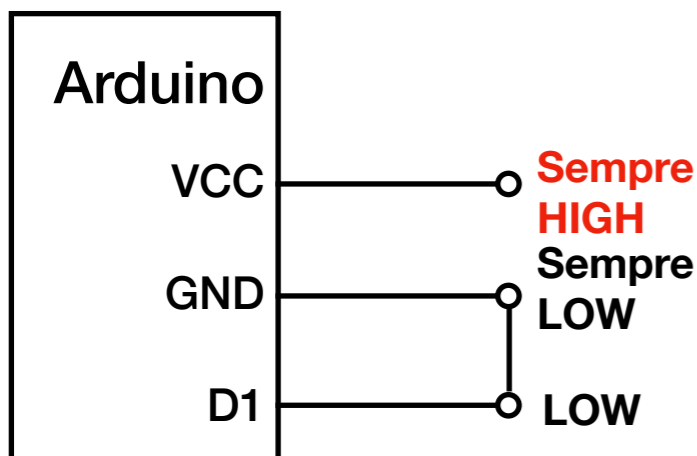 Arduino
VCC
Sempre
HIGH
Sempre
GND
LOW
D1
LOW